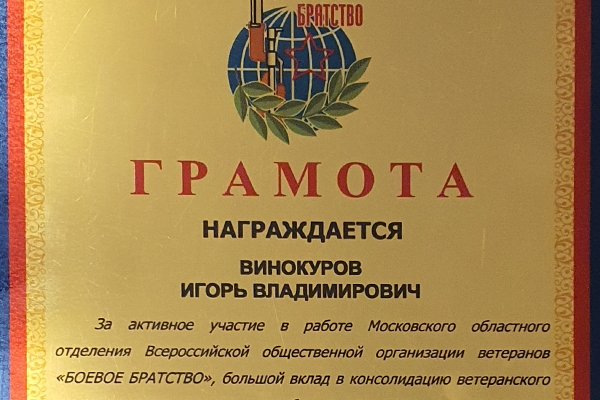 БРАТСТВО
ГРАМОТА
НАГРАЖДАЕТСЯ
ВИНОКУРОВ
ИГОРЬ ВЛАДИМИРОВИЧ
За активное участие в работе Московского областного
отделения Всероссийской общественной организации ветеранов
«БОЕВОЕ БРАТСТВО», большой вклад в консолидацию ветеранского